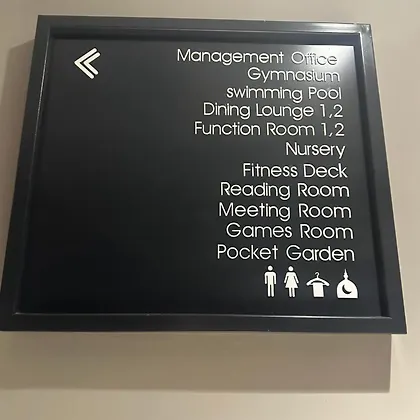 Management Office
Gymnasium
swimming Pool
Dining Lounge 1,2
Function Room 1,2
Nursery
Fitness Deck
Reading Room
Meeting Room
Games Room
Pocket Garden